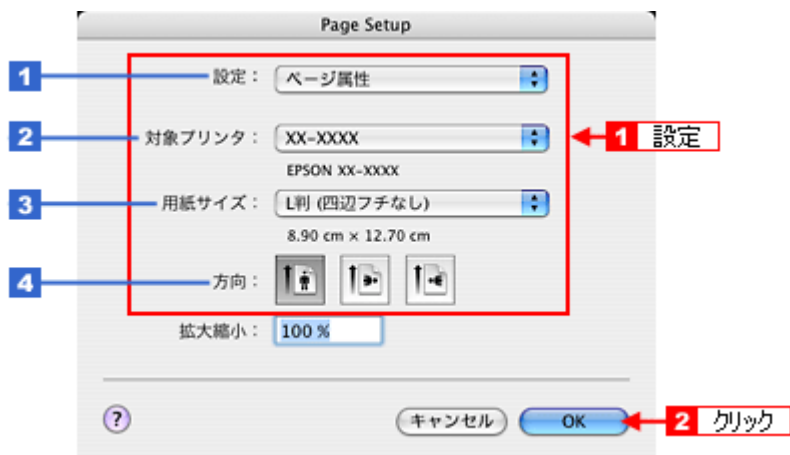 Page Setup
1 設定： ページ属性
2 対象プリンタ： XX-XXXX 1 設定
EPSON XX-XXXX
3 用紙サイズ： L判 (四辺フチなし)
8.90 cm × 12.70 cm
4 方向：
拡大縮小： 100 %
? キャンセル OK 2 クリック